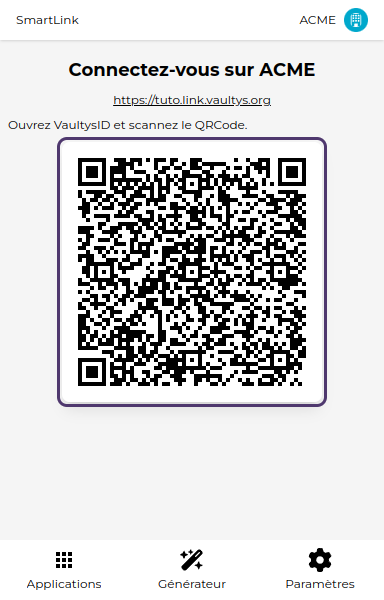 SmartLink
ACME
Connectez-vous sur ACME
https://tuto.link.vaultys.org
Ouvrez VaultysID et scannez le QRCode.
Applications
Générateur
Paramètres